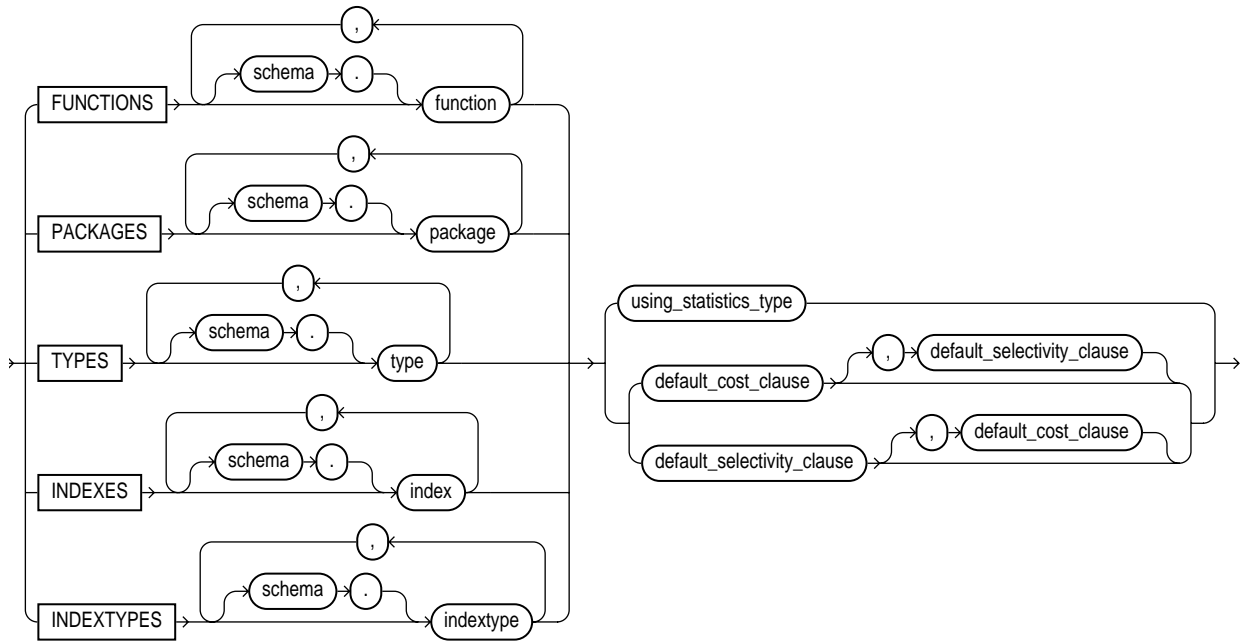 ,
schema .
FUNCTIONS function
,
schema .
PACKAGES package
,
schema .
TYPES type
,
schema .
INDEXES index
,
schema .
INDEXTYPES indextype
using_statistics_type
, default_selectivity_clause
default_cost_clause
, default_cost_clause
default_selectivity_clause